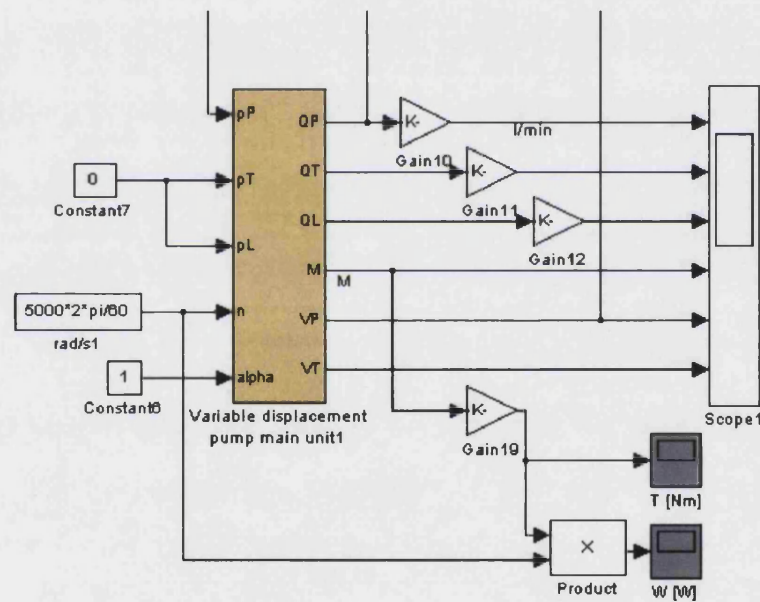 pP
QP
K-
l/min
Gain10
0
Constant7
pT
QT
K-
Gain11
pL
QL
K-
Gain12
M
M
5000*2*pi/60
rad/s1
n
VP
1
Constant6
alpha
VT
Variable displacement
pump main unit1
K-
Gain19
Scope1
T [Nm]
×
Product
W [W]